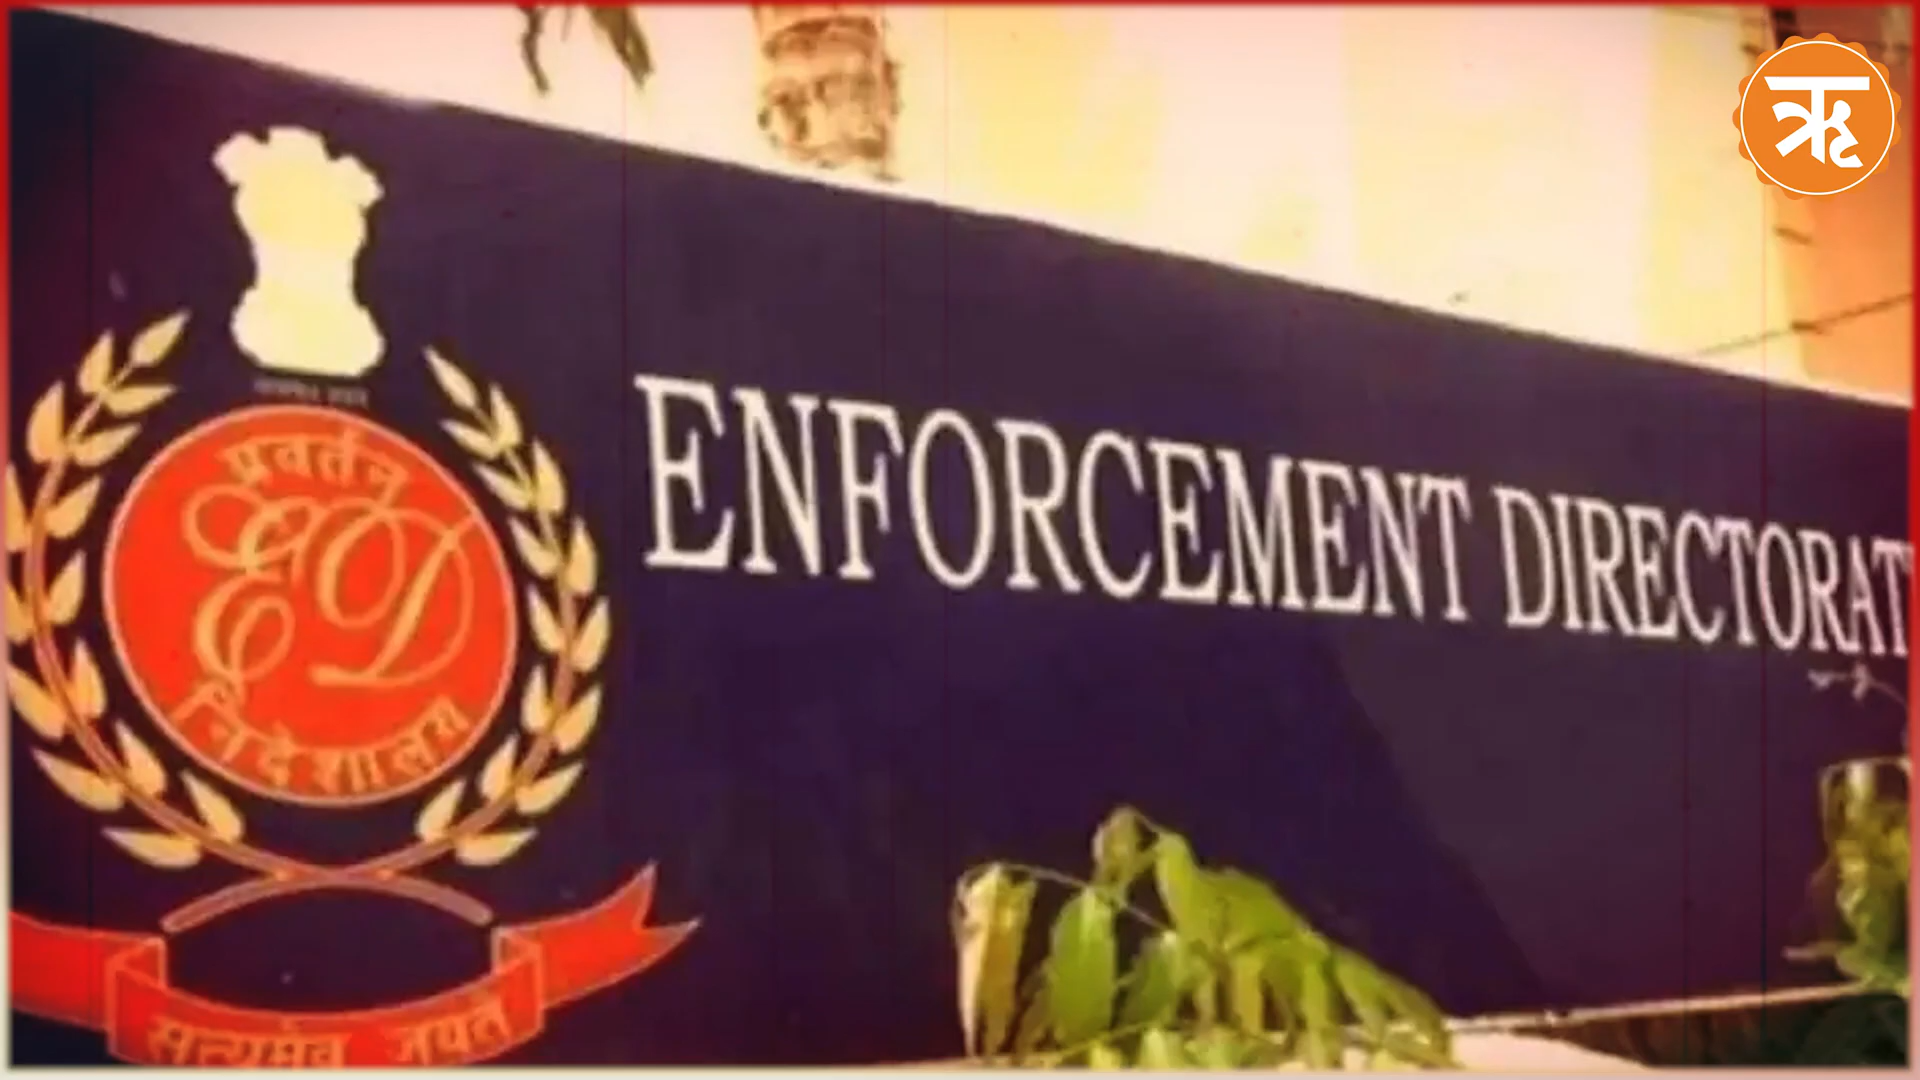 ऋ
प्रवर्तन
ED
निदेशालय
ENFORCEMENT DIRECTORAT
सत्यमेव जयते